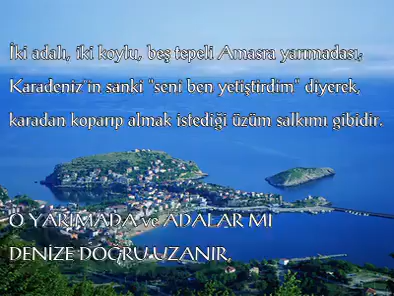 İki adalı, iki koylu, beş tepeli Amasra yarımadası,
Karadeniz'in sanki "seni ben yetiştirdim" diyerek,
karadan koparıp almak istediği üzüm salkımı gibidir.
O YARIMADA ve ADALAR MI
DENİZE DOĞRU UZANIR.